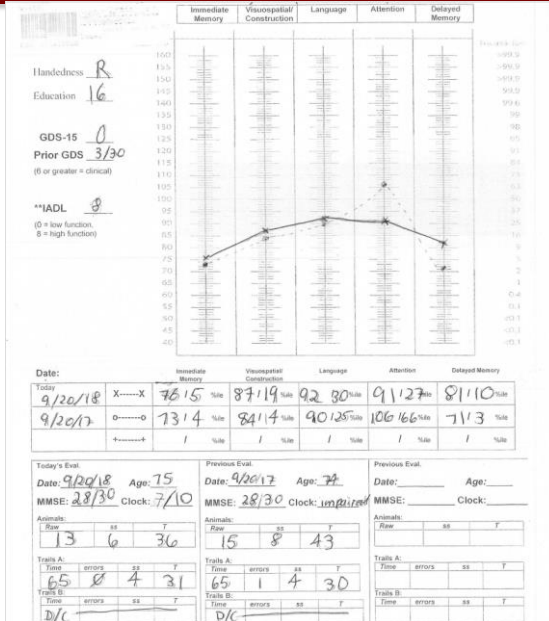 Immediate Memory Visuospatial/ Construction Language Attention Delayed Memory
160
155
150
145
140
135
130
125
120
115
110
105
100
95
90
85
80
75
70
65
60
55
50
45
40
Handedness R
Education 16
GDS-15 0
Prior GDS 3/30
(6 or greater = clinical)
**IADL 8
(0 = low function,
8 = high function)
Date: Immediate Memory Visuospatial/ Construction Language Attention Delayed Memory
Today
9/20/18 X------X 76 / 5 %ile 87 / 19 %ile 92 30 %ile 91 / 27 %ile 81 / 10 %ile
9/20/17 o------o 73 / 4 %ile 84 / 14 %ile 90 / 25 %ile 106 / 66 %ile 71 / 3 %ile
+-------+ / %ile / %ile / %ile / %ile / %ile
Today's Eval. Previous Eval. Previous Eval.
Date: 9/20/18 Age: 75 Date: 9/20/17 Age: 74 Date: Age:
MMSE: 28/30 Clock: 7/10 MMSE: 28/30 Clock: impaired MMSE: Clock:
Animals: Animals: Animals:
Raw ss T Raw ss T Raw ss T
13 6 36 15 8 43
Trails A: Trails A: Trails A:
Time errors ss T Time errors ss T Time errors ss T
65 0 4 31 65 1 4 30
Trails B: Trails B: Trails B:
Time errors ss T Time errors ss T Time errors ss T
D/C D/C